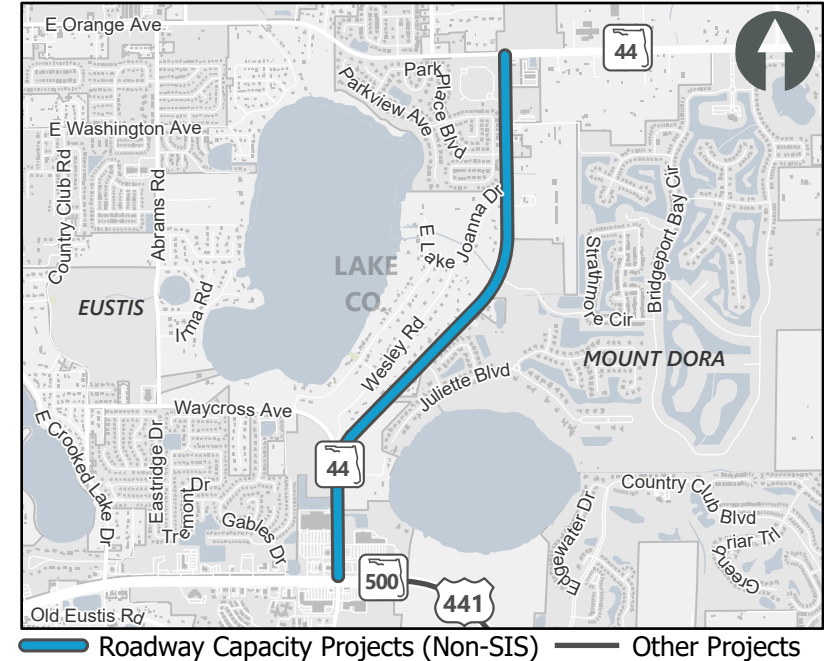 E Orange Ave
44
Park
Place Blvd
Parkview Ave
E Washington Ave
Country Club Rd
Abrams Rd
Joanna Dr
E Lake
Bridgeport Bay Cir
Strathmore Cir
LAKE
CO.
EUSTIS
Irma Rd
Wesley Rd
MOUNT DORA
Juliette Blvd
Waycross Ave
E Crooked Lake Dr
Eastridge Dr
Tremont Dr
Gables Dr
44
Country Club
Blvd
Edgewater Dr
Greenbriar Trl
500
441
Old Eustis Rd
Roadway Capacity Projects (Non-SIS)
Other Projects